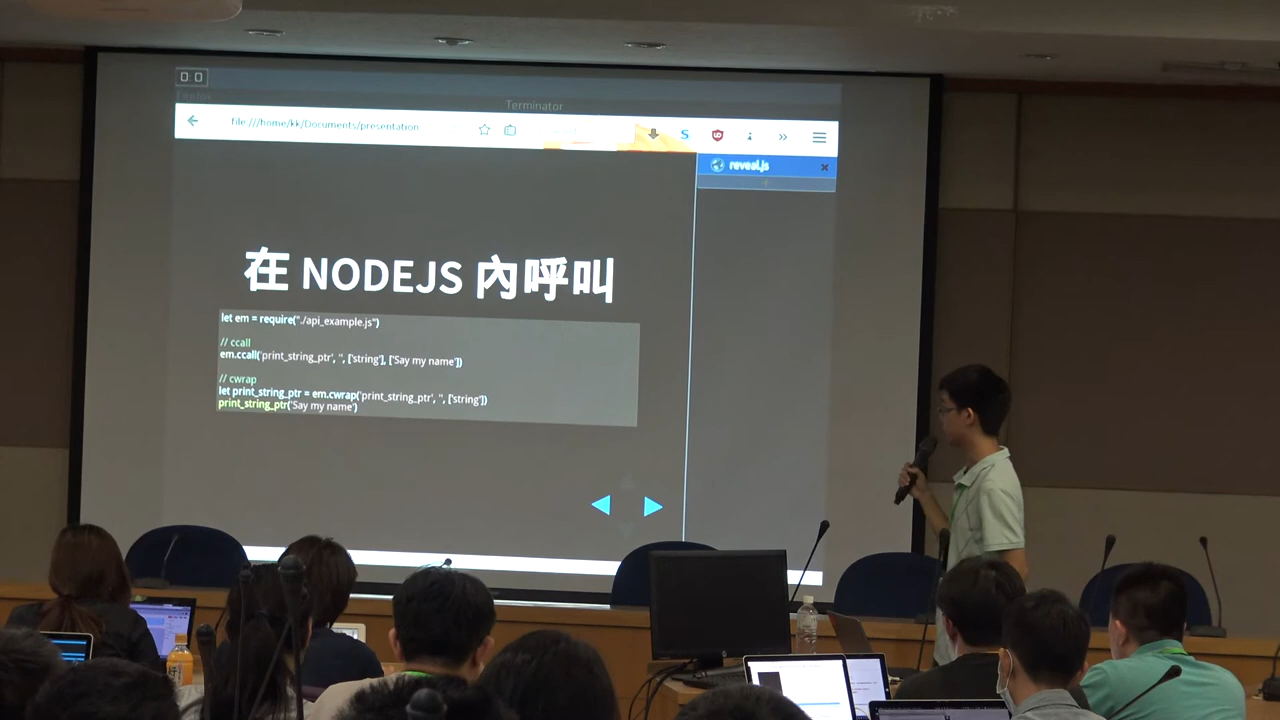 Terminator
file:///home/kk/Documents/presentation
reveal.js
在 NODEJS 內呼叫
let em = require("./api_example.js")
// ccall
em.ccall('print_string_ptr', '', ['string'], ['Say my name'])
// cwrap
let print_string_ptr = em.cwrap('print_string_ptr', '', ['string'])
print_string_ptr('Say my name')